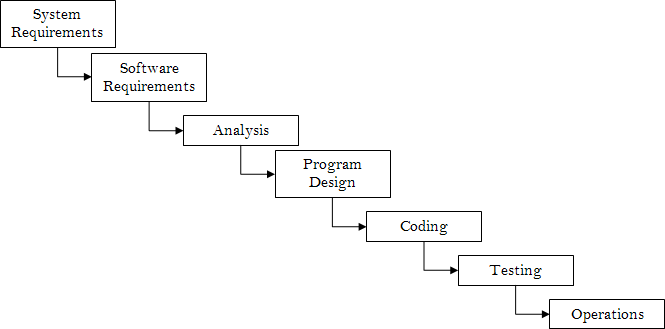 System
Requirements
Software
Requirements
Analysis
Program
Design
Coding
Testing
Operations